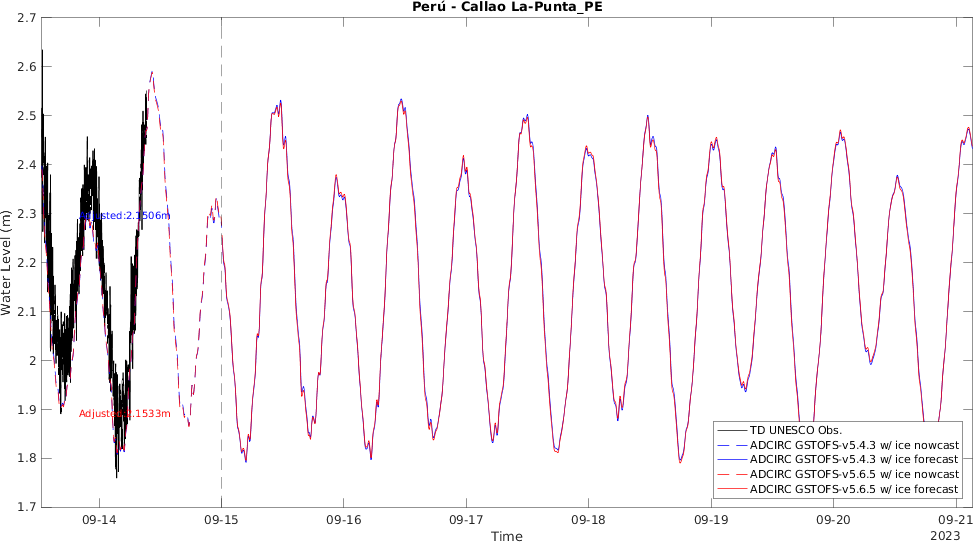 Perú - Callao La-Punta_PE
2.7
2.6
2.5
2.4
2.3
2.2
2.1
2
1.9
1.8
1.7
Water Level (m)
Adjusted:2.1506m
Adjusted:2.1533m
TD UNESCO Obs.
ADCIRC GSTOFS-v5.4.3 w/ ice nowcast
ADCIRC GSTOFS-v5.4.3 w/ ice forecast
ADCIRC GSTOFS-v5.6.5 w/ ice nowcast
ADCIRC GSTOFS-v5.6.5 w/ ice forecast
09-14 09-15 09-16 09-17 09-18 09-19 09-20 09-21
Time
2023